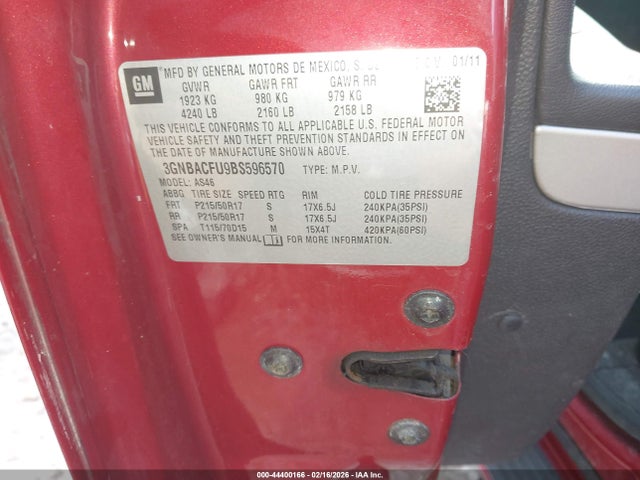 GM
MFD BY GENERAL MOTORS DE MEXICO, S. 01/11
GVWR GAWR FRT GAWR RR
1923 KG 980 KG 979 KG
4240 LB 2160 LB 2158 LB
THIS VEHICLE CONFORMS TO ALL APPLICABLE U.S. FEDERAL MOTOR
VEHICLE SAFETY AND THEFT PREVENTION STANDARDS IN EFFECT ON
THE DATE OF MANUFACTURE SHOWN ABOVE.
3GNBACFU9BS596570 TYPE: M.P.V.
MODEL: AS46
ABBG TIRE SIZE SPEED RTG RIM COLD TIRE PRESSURE
FRT P215/50R17 S 17X6.5J 240KPA(35PSI)
RR P215/50R17 S 17X6.5J 240KPA(35PSI)
SPA T115/70D15 M 15X4T 420KPA(60PSI)
SEE OWNER'S MANUAL FOR MORE INFORMATION.
000-44400166 - 02/16/2026 - IAAI.COM